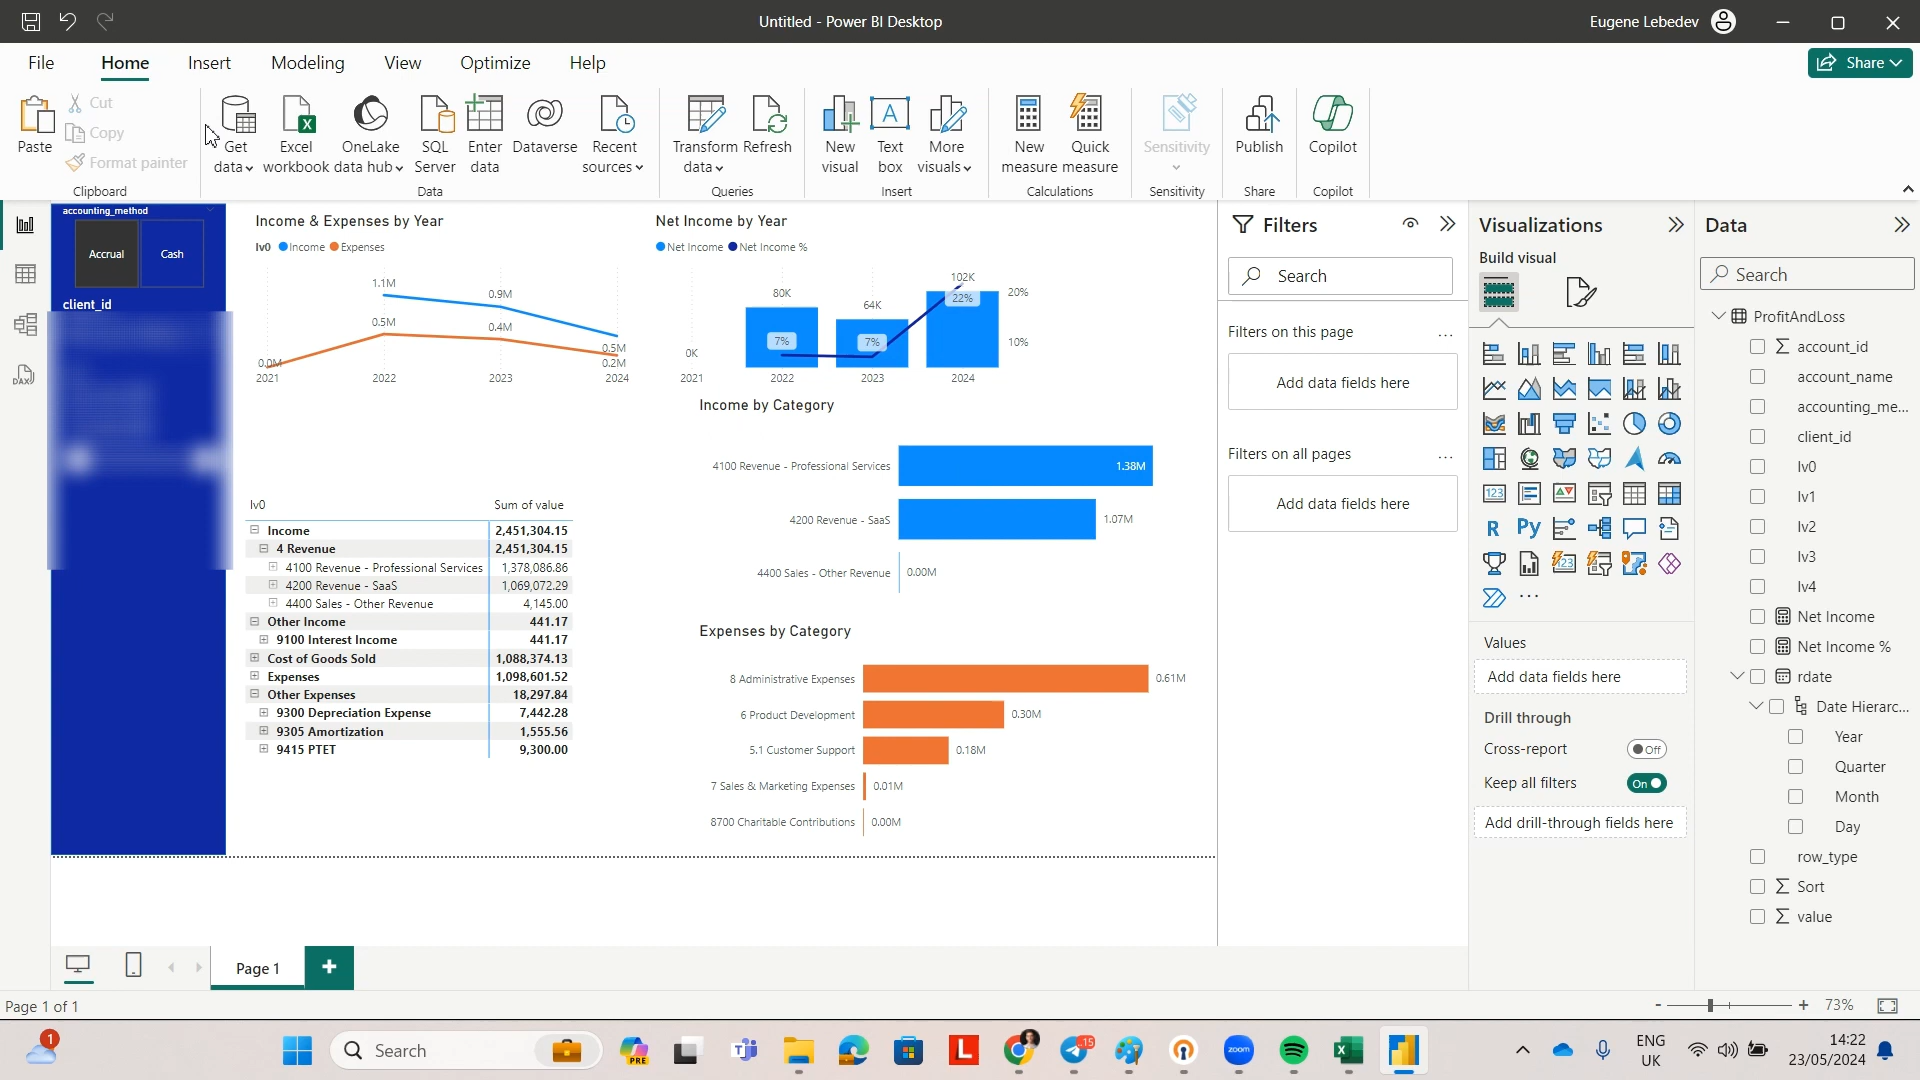 Untitled - Power BI Desktop
Eugene Lebedev
File Home Insert Modeling View Optimize Help
Share
Paste
Cut
Copy
Format painter
Clipboard
Get data
Excel workbook
OneLake data hub
SQL Server
Enter data
Dataverse
Recent sources
Data
Transform data
Refresh
Queries
New visual
Text box
More visuals
Insert
New measure
Quick measure
Calculations
Sensitivity
Sensitivity
Publish
Share
Copilot
Copilot
DAX
accounting_method
Accrual
Cash
client_id
Income & Expenses by Year
lv0 Income Expenses
1.1M
0.9M
0.5M
0.4M
0.5M
0.0M
0.2M
2021 2022 2023 2024
Net Income by Year
Net Income Net Income %
102K
80K
64K
0K
22%
7%
7%
20%
10%
2021 2022 2023 2024
Income by Category
4100 Revenue - Professional Services 1.38M
4200 Revenue - SaaS 1.07M
4400 Sales - Other Revenue 0.00M
Expenses by Category
8 Administrative Expenses 0.61M
6 Product Development 0.30M
5.1 Customer Support 0.18M
7 Sales & Marketing Expenses 0.01M
8700 Charitable Contributions 0.00M
lv0 Sum of value
Income 2,451,304.15
4 Revenue 2,451,304.15
4100 Revenue - Professional Services 1,378,086.86
4200 Revenue - SaaS 1,069,072.29
4400 Sales - Other Revenue 4,145.00
Other Income 441.17
9100 Interest Income 441.17
Cost of Goods Sold 1,088,374.13
Expenses 1,098,601.52
Other Expenses 18,297.84
9300 Depreciation Expense 7,442.28
9305 Amortization 1,555.56
9415 PTET 9,300.00
Filters
Search
Filters on this page ...
Add data fields here
Filters on all pages ...
Add data fields here
Visualizations
Build visual
123
R
Py
123
...
Values
Add data fields here
Drill through
Cross-report Off
Keep all filters On
Add drill-through fields here
Data
Search
ProfitAndLoss
account_id
account_name
accounting_me...
client_id
lv0
lv1
lv2
lv3
lv4
Net Income
Net Income %
rdate
Date Hierarc...
Year
Quarter
Month
Day
row_type
Sort
value
Page 1
Page 1 of 1
- + 73%
1
Search
PRE
L
15
zoom
ENG
UK
14:22
23/05/2024